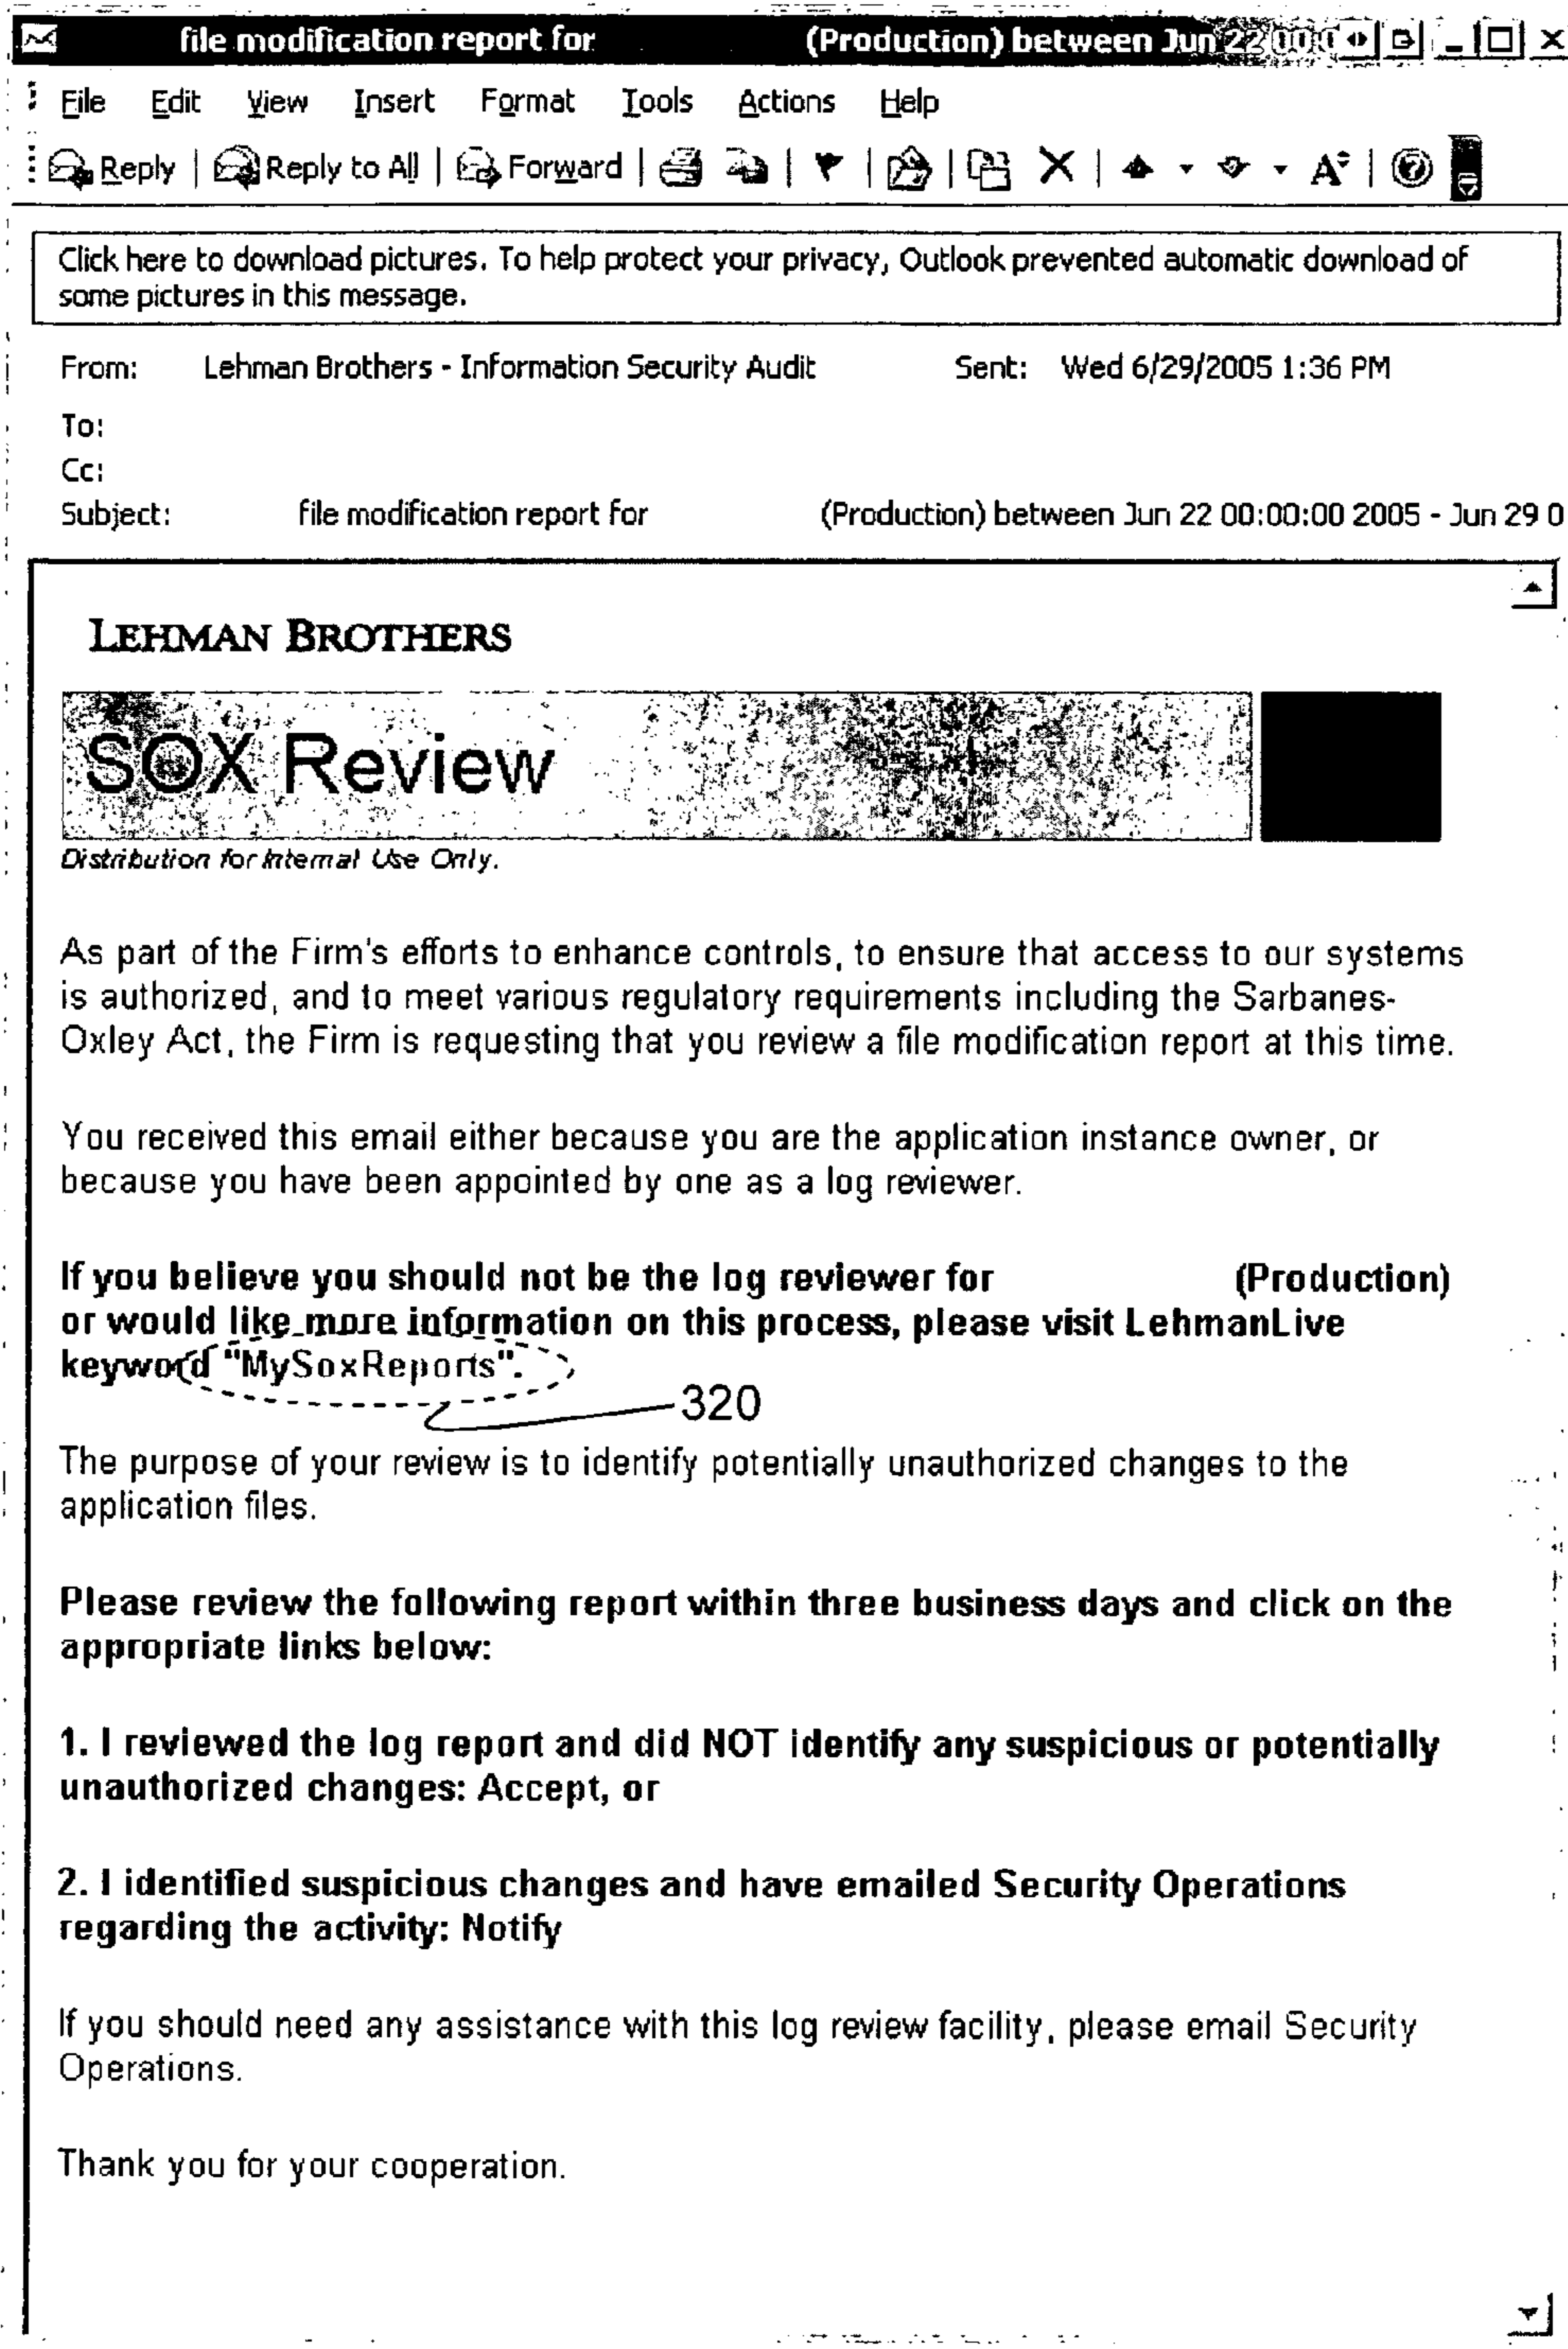 file modification report for (Production) between Jun 22 00:0
File Edit View Insert Format Tools Actions Help
Reply Reply to All Forward
Click here to download pictures. To help protect your privacy, Outlook prevented automatic download of
some pictures in this message.
From: Lehman Brothers - Information Security Audit Sent: Wed 6/29/2005 1:36 PM
To:
Cc:
Subject: file modification report for (Production) between Jun 22 00:00:00 2005 - Jun 29 0
LEHMAN BROTHERS
SOX Review
Distribution for Internal Use Only.
As part of the Firm's efforts to enhance controls, to ensure that access to our systems
is authorized, and to meet various regulatory requirements including the Sarbanes-
Oxley Act, the Firm is requesting that you review a file modification report at this time.
You received this email either because you are the application instance owner, or
because you have been appointed by one as a log reviewer.
If you believe you should not be the log reviewer for (Production)
or would like more information on this process, please visit LehmanLive
keyword "MySoxReports".
320
The purpose of your review is to identify potentially unauthorized changes to the
application files.
Please review the following report within three business days and click on the
appropriate links below:
1. I reviewed the log report and did NOT identify any suspicious or potentially
unauthorized changes: Accept, or
2. I identified suspicious changes and have emailed Security Operations
regarding the activity: Notify
If you should need any assistance with this log review facility, please email Security
Operations.
Thank you for your cooperation.